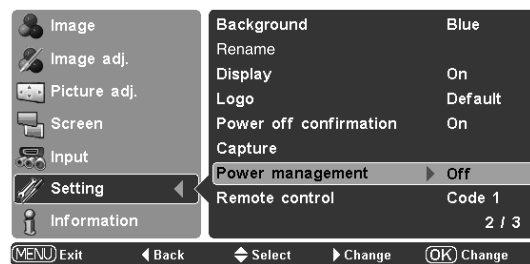 Image
Image adj.
Picture adj.
Screen
Input
Setting
Information
Background Blue
Rename
Display On
Logo Default
Power off confirmation On
Capture
Power management Off
Remote control Code 1
2 / 3
MENU Exit Back Select Change OK Change